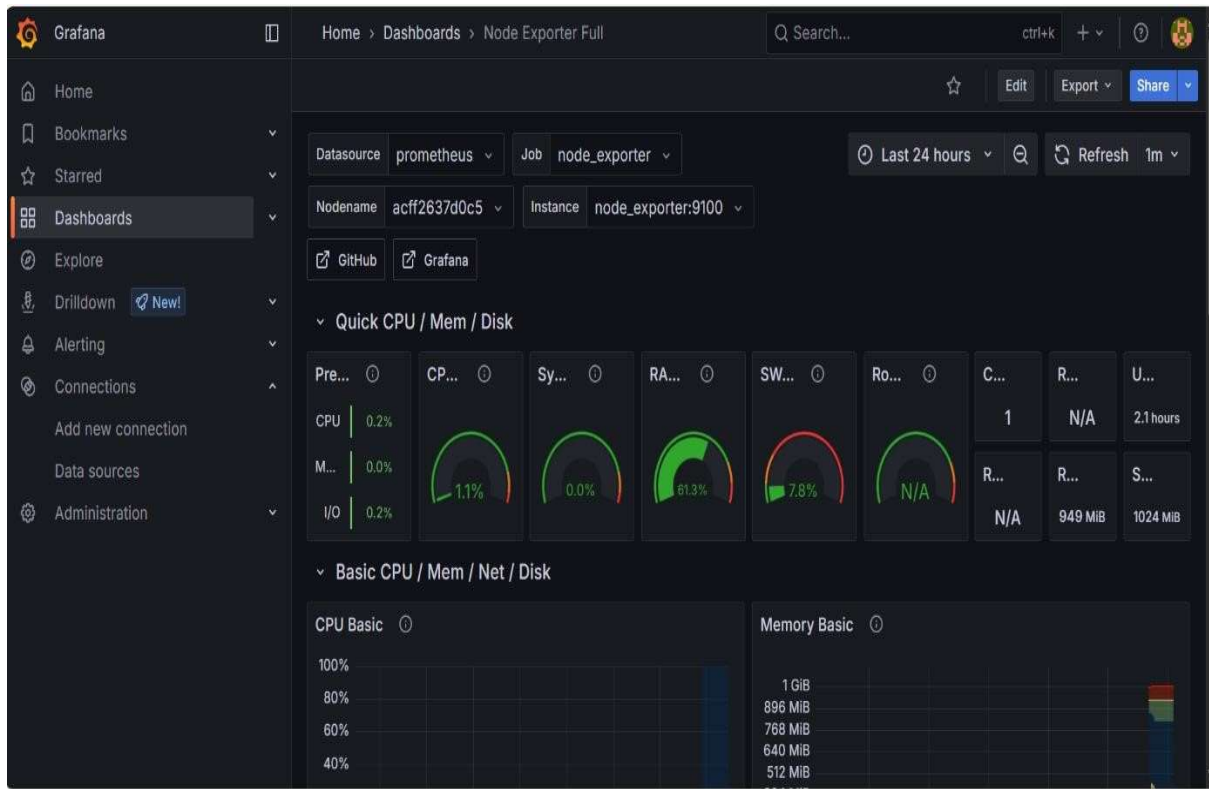 Grafana
Home › Dashboards › Node Exporter Full
Search...
ctrl+k
Home
Bookmarks
Starred
Dashboards
Explore
Drilldown
New!
Alerting
Connections
Add new connection
Data sources
Administration
Edit
Export
Share
Datasource
prometheus
Job
node_exporter
Last 24 hours
Refresh
1m
Nodename
acff2637d0c5
Instance
node_exporter:9100
GitHub
Grafana
Quick CPU / Mem / Disk
Pre...
CPU 0.2%
M... 0.0%
I/O 0.2%
CP...
1.1%
Sy...
0.0%
RA...
61.3%
SW...
7.8%
Ro...
N/A
C...
1
R...
N/A
U...
2.1 hours
R...
N/A
R...
949 MiB
S...
1024 MiB
Basic CPU / Mem / Net / Disk
CPU Basic
100%
80%
60%
40%
Memory Basic
1 GiB
896 MiB
768 MiB
640 MiB
512 MiB